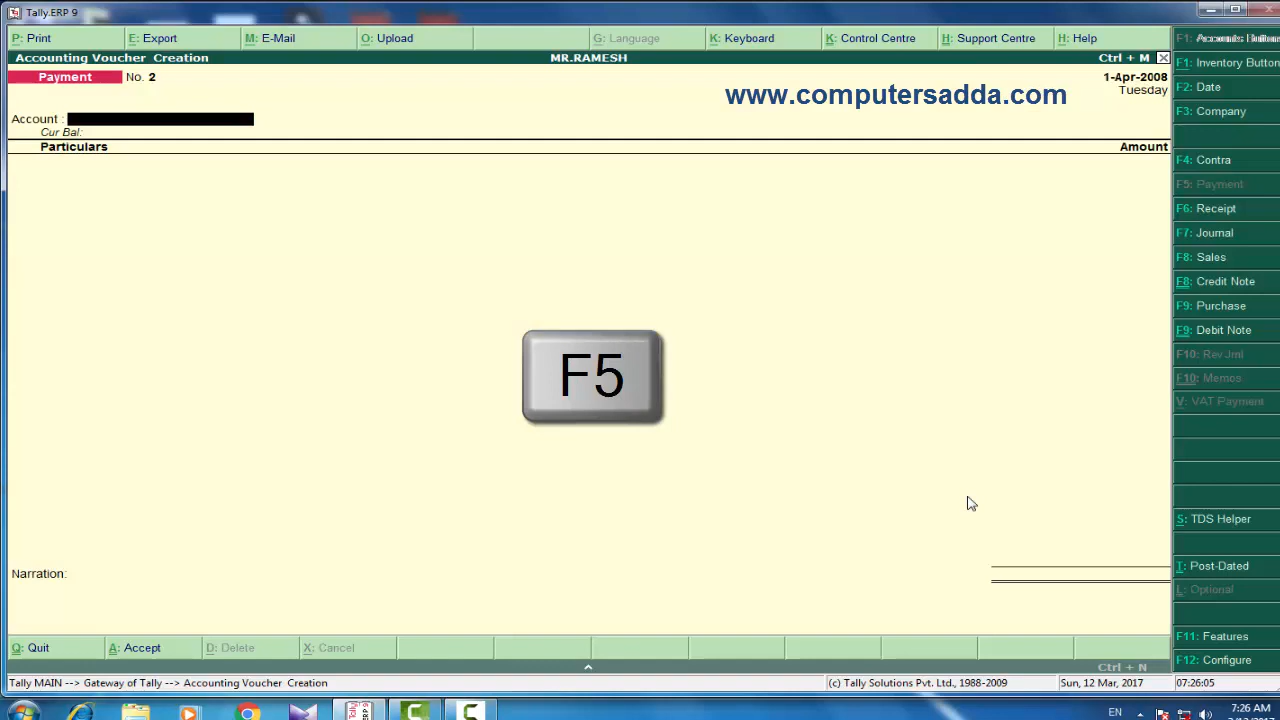 Tally.ERP 9
P: Print E: Export M: E-Mail O: Upload G: Language K: Keyboard K: Control Centre H: Support Centre H: Help
Accounting Voucher Creation MR.RAMESH Ctrl + M
Payment No. 2 1-Apr-2008
Tuesday
www.computersadda.com
Account :
Cur Bal:
Particulars Amount
F5
Narration:
Q: Quit A: Accept D: Delete X: Cancel
Ctrl + N
Tally MAIN --> Gateway of Tally --> Accounting Voucher Creation (c) Tally Solutions Pvt. Ltd., 1988-2009 Sun, 12 Mar, 2017 07:26:05
F1: Inventory Button
F2: Date
F3: Company
F4: Contra
F5: Payment
F6: Receipt
F7: Journal
F8: Sales
F8: Credit Note
F9: Purchase
F9: Debit Note
F10: Rev Jrnl
F10: Memos
V: VAT Payment
S: TDS Helper
T: Post-Dated
L: Optional
F11: Features
F12: Configure
EN 7:26 AM